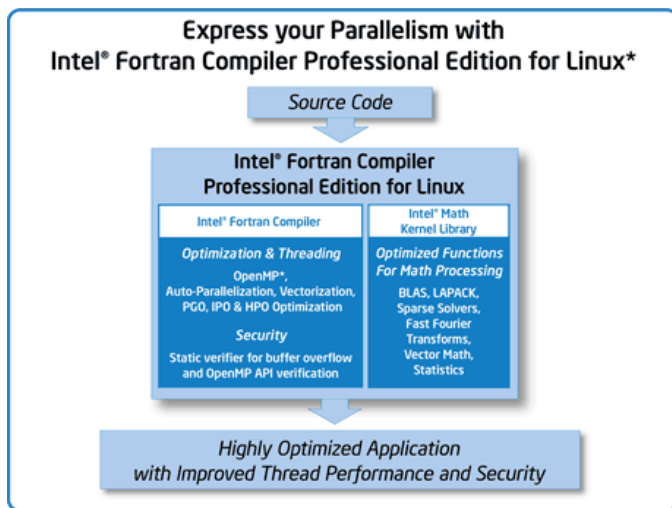 Express your Parallelism with
Intel® Fortran Compiler Professional Edition for Linux*
Source Code
Intel® Fortran Compiler
Professional Edition for Linux
Intel® Fortran Compiler
Optimization & Threading
OpenMP*,
Auto-Parallelization, Vectorization,
PGO, IPO & HPO Optimization
Security
Static verifier for buffer overflow
and OpenMP API verification
Intel® Math
Kernel Library
Optimized Functions
For Math Processing
BLAS, LAPACK,
Sparse Solvers,
Fast Fourier
Transforms,
Vector Math,
Statistics
Highly Optimized Application
with Improved Thread Performance and Security